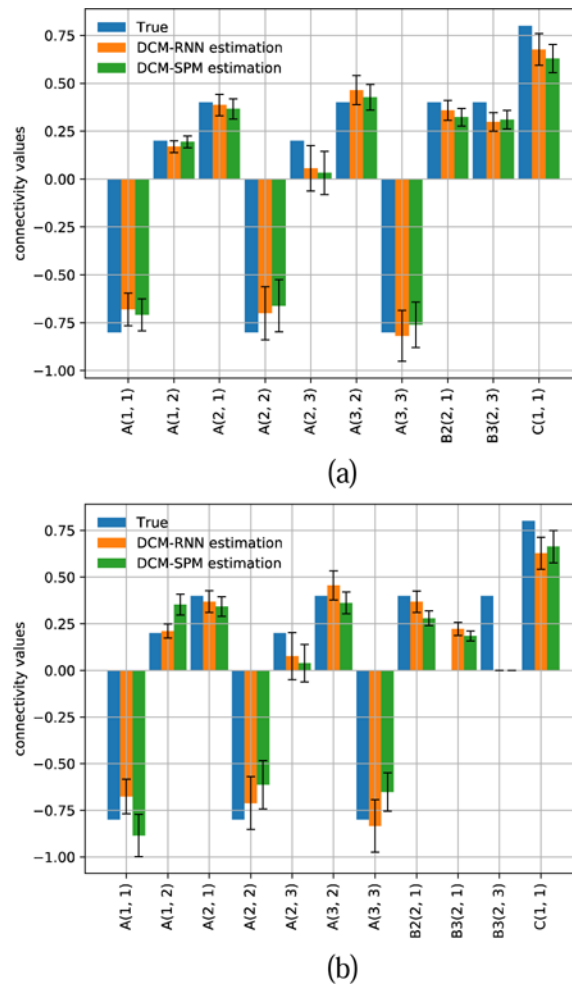 True
DCM-RNN estimation
DCM-SPM estimation
connectivity values
0.75
0.50
0.25
0.00
−0.25
−0.50
−0.75
−1.00
A(1, 1)
A(1, 2)
A(2, 1)
A(2, 2)
A(2, 3)
A(3, 2)
A(3, 3)
B2(2, 1)
B3(2, 3)
C(1, 1)
(a)
True
DCM-RNN estimation
DCM-SPM estimation
connectivity values
0.75
0.50
0.25
0.00
−0.25
−0.50
−0.75
−1.00
A(1, 1)
A(1, 2)
A(2, 1)
A(2, 2)
A(2, 3)
A(3, 2)
A(3, 3)
B2(2, 1)
B3(2, 1)
B3(2, 3)
C(1, 1)
(b)